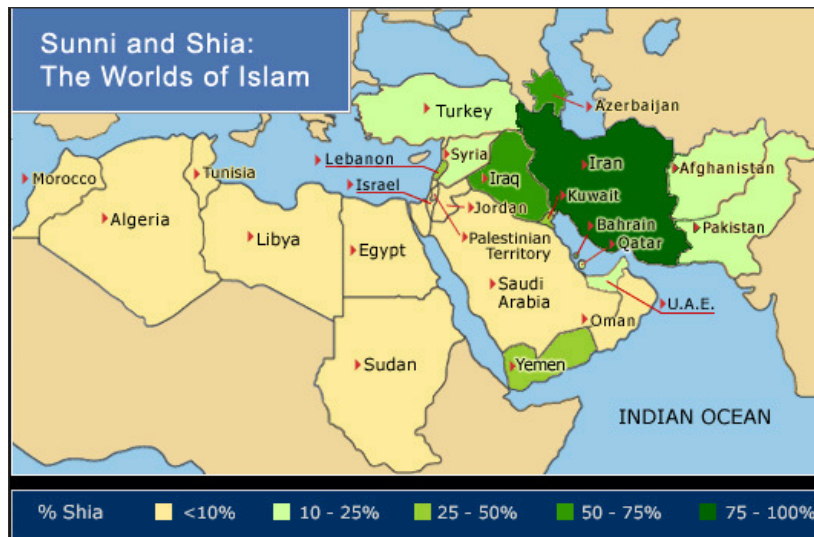 Sunni and Shia:
The Worlds of Islam
Azerbaijan
Turkey
Lebanon
Syria
Iran
Afghanistan
Morocco
Tunisia
Israel
Iraq
Kuwait
Jordan
Algeria
Libya
Egypt
Palestinian
Territory
Bahrain
Qatar
Pakistan
Saudi
Arabia
U.A.E.
Oman
Sudan
Yemen
INDIAN OCEAN
% Shia <10% 10 - 25% 25 - 50% 50 - 75% 75 - 100%